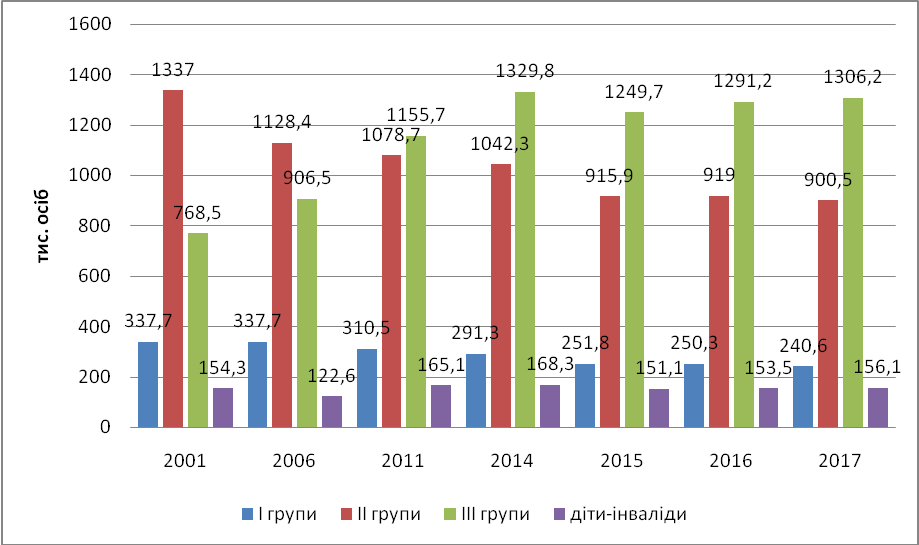 1600
1400
1200
1000
800
600
400
200
0
тис. осіб
337,7 1337 768,5 154,3
337,7 1128,4 906,5 122,6
310,5 1078,7 1155,7 165,1
291,3 1042,3 1329,8 168,3
251,8 915,9 1249,7 151,1
250,3 919 1291,2 153,5
240,6 900,5 1306,2 156,1
2001 2006 2011 2014 2015 2016 2017
І групи ІІ групи ІІІ групи діти-інваліди